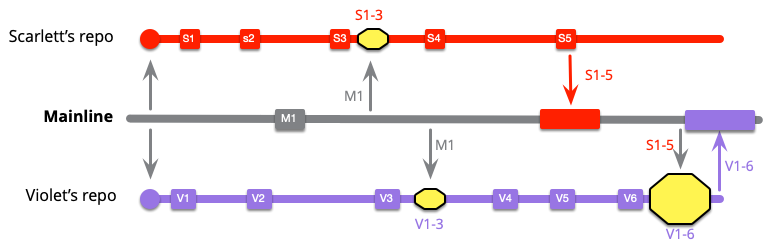 S1-3
Scarlett's repo
S1 s2 S3 S4 S5
M1 S1-5
Mainline
M1
M1 S1-5
V1-6
Violet's repo
V1 V2 V3 V4 V5 V6
V1-3
V1-6